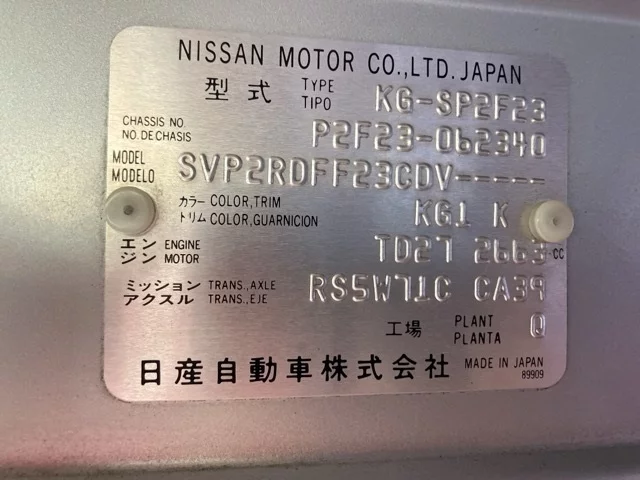 NISSAN MOTOR CO.,LTD. JAPAN
型式 TYPE TIPO KG-SP2F23
CHASSIS NO. NO. DE CHASIS P2F23-062340
MODEL MODELO SVP2RDFF23CDV-----
カラー COLOR,TRIM
トリム COLOR,GUARNICION KG1 K
エンジン ENGINE MOTOR TD27 2663 CC
ミッション TRANS.,AXLE
アクスル TRANS.,EJE RS5W71C CA39
工場 PLANT PLANTA Q
日産自動車株式会社 MADE IN JAPAN
89909